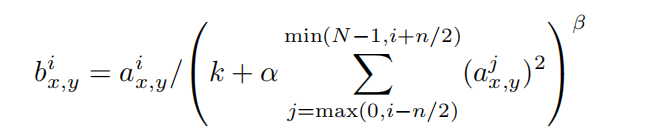 $b^i_{x,y} = a^i_{x,y} / \left( k + \alpha \sum_{j=\max(0,i-n/2)}^{\min(N-1,i+n/2)} (a^j_{x,y})^2 \right)^\beta$